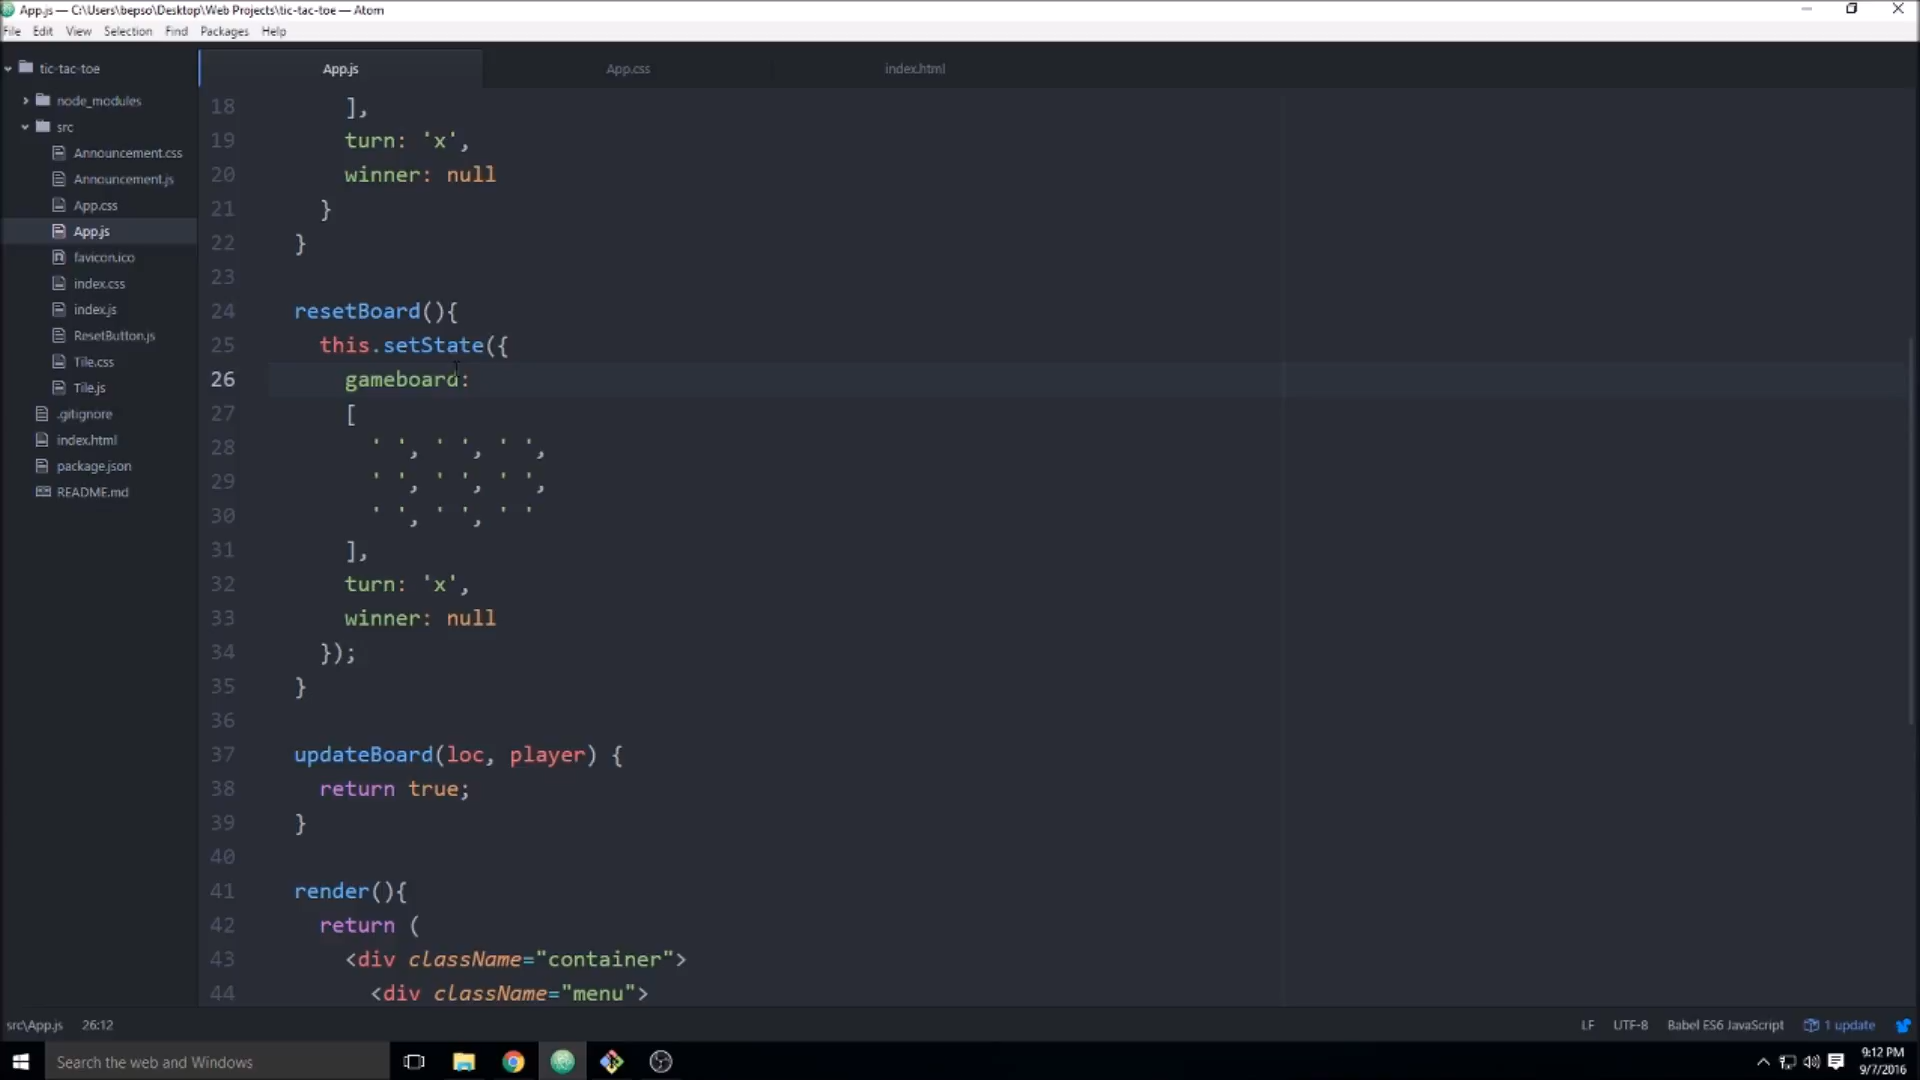 App.js — C:\Users\bepso\Desktop\Web Projects\tic-tac-toe — Atom
File Edit View Selection Find Packages Help
tic-tac-toe
node_modules
src
Announcement.css
Announcement.js
App.css
App.js
favicon.ico
index.css
index.js
ResetButton.js
Tile.css
Tile.js
.gitignore
index.html
package.json
README.md
App.js App.css index.html
18 ],
19 turn: 'x',
20 winner: null
21 }
22 }
23
24 resetBoard(){
25 this.setState({
26 gameboard:
27 [
28 ' ', ' ', ' ',
29 ' ', ' ', ' ',
30 ' ', ' ', ' '
31 ],
32 turn: 'x',
33 winner: null
34 });
35 }
36
37 updateBoard(loc, player) {
38 return true;
39 }
40
41 render(){
42 return (
43 <div className="container">
44 <div className="menu">
src\App.js 26:12 LF UTF-8 Babel ES6 JavaScript 1 update
Search the web and Windows
9:12 PM
9/7/2016